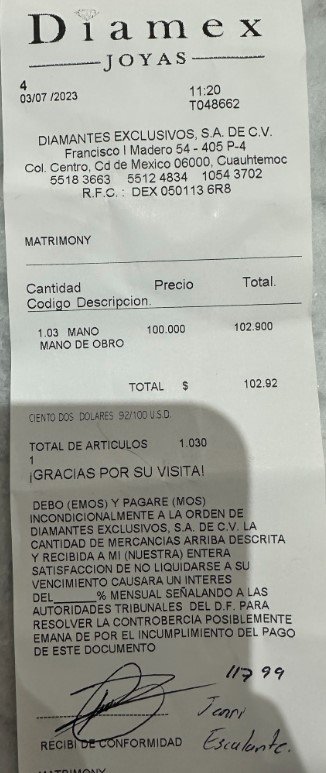 Diamex
JOYAS
4
03/07 /2023
11:20
T048662
DIAMANTES EXCLUSIVOS, S.A. DE C.V.
Francisco I Madero 54 - 405 P-4
Col. Centro, Cd de Mexico 06000, Cuauhtemoc
5518 3663 5512 4834 1054 3702
R.F.C. : DEX 050113 6R8
MATRIMONY
Cantidad Precio Total.
Codigo Descripcion.
1.03 MANO 100.000 102.900
MANO DE OBRO
TOTAL $ 102.92
CIENTO DOS DOLARES 92/100 U.S.D.
TOTAL DE ARTICULOS 1.030
1
¡GRACIAS POR SU VISITA!
DEBO (EMOS) Y PAGARE (MOS)
INCONDICIONALMENTE A LA ORDEN DE
DIAMANTES EXCLUSIVOS, S.A. DE C.V. LA
CANTIDAD DE MERCANCIAS ARRIBA DESCRITA
Y RECIBIDA A MI (NUESTRA) ENTERA
SATISFACCION DE NO LIQUIDARSE A SU
VENCIMIENTO CAUSARA UN INTERES
DEL______% MENSUAL SEÑALANDO A LAS
AUTORIDADES TRIBUNALES DEL D.F. PARA
RESOLVER LA CONTROBERCIA POSIBLEMENTE
EMANA DE POR EL INCUMPLIMIENTO DEL PAGO
DE ESTE DOCUMENTO
11799
Escalante.
RECIBI DE CONFORMIDAD
MATRIMONY